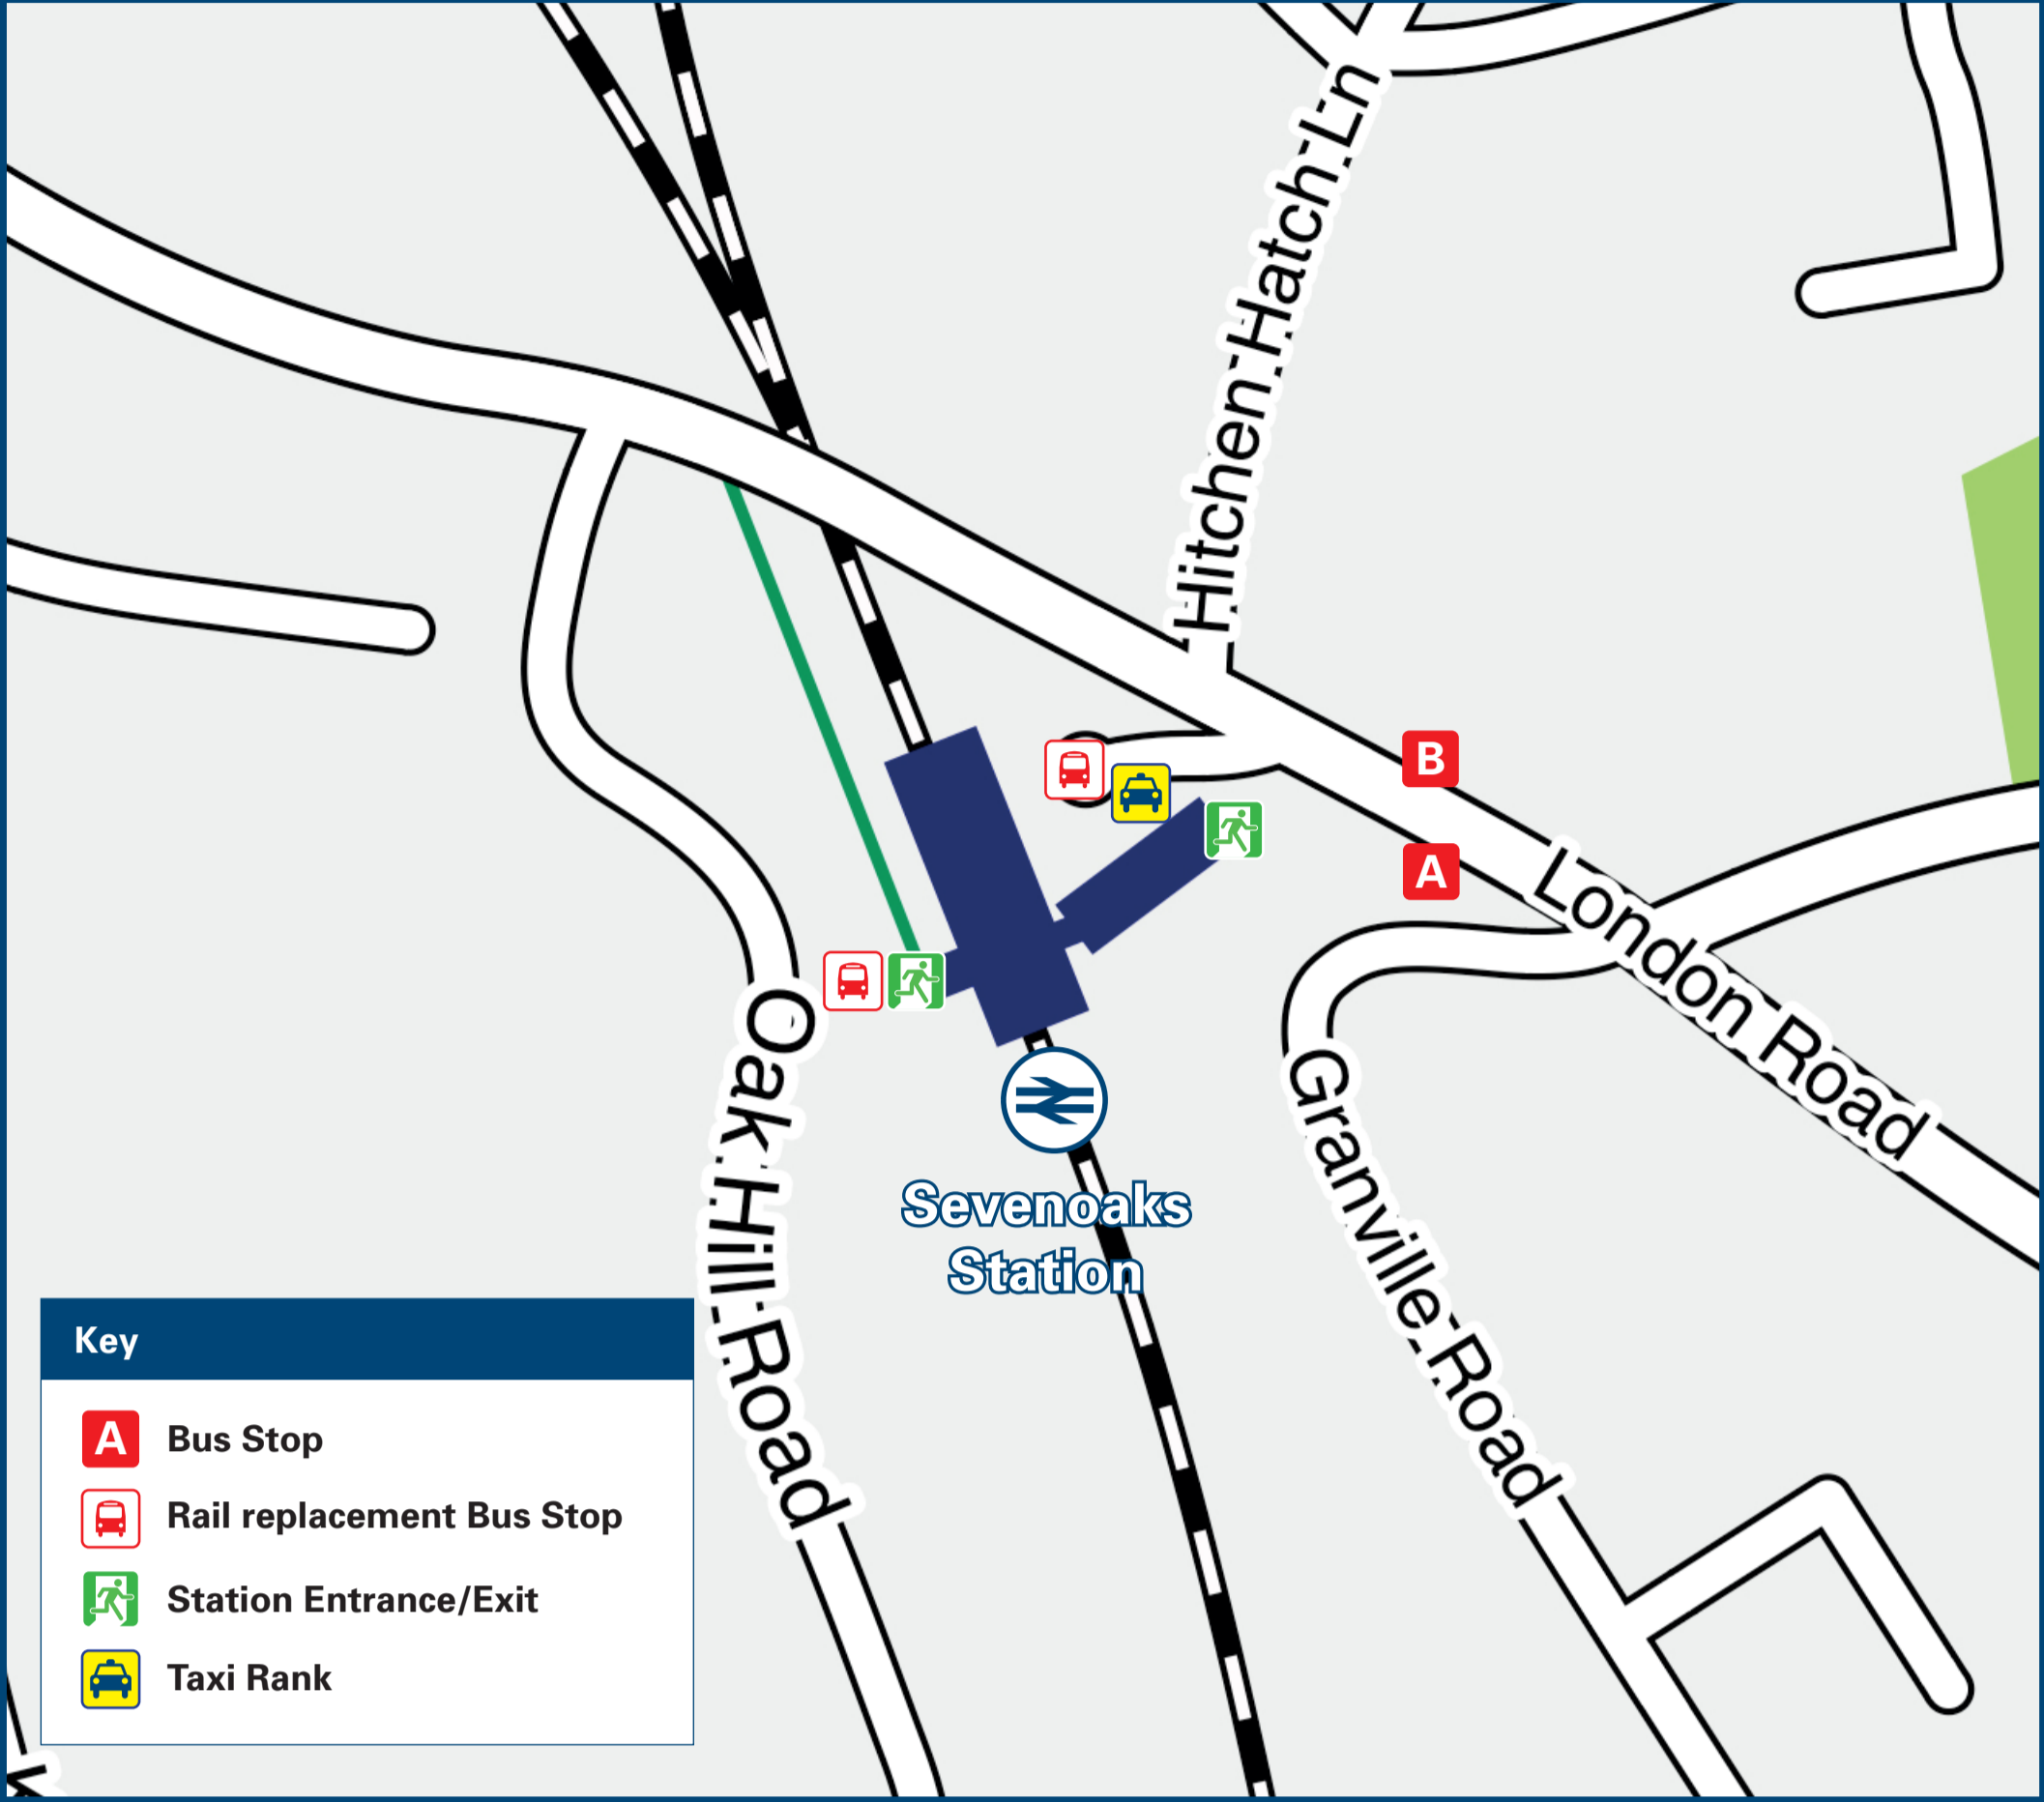 Hitchen Hatch Ln
B
A
London Road
Oak Hill Road
Granville Road
Sevenoaks
Station
Key
A Bus Stop
Rail replacement Bus Stop
Station Entrance/Exit
Taxi Rank